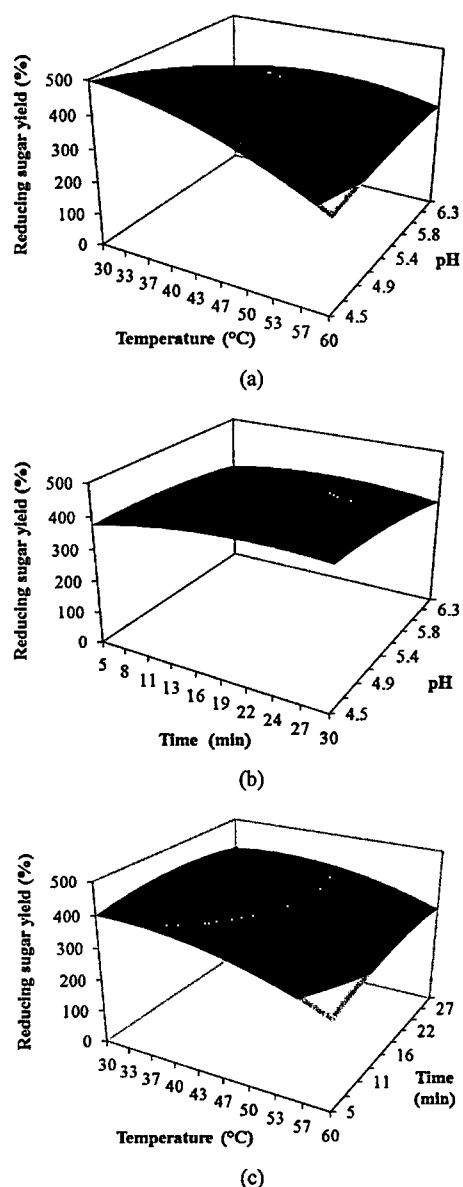 Reducing sugar yield (%)
500
400
300
200
100
0
30 33 37 40 43 47 50 53 57 60
Temperature (°C)
4.5 4.9 5.4 5.8 6.3
pH
(a)
Reducing sugar yield (%)
500
400
300
200
100
0
5 8 11 13 16 19 22 24 27 30
Time (min)
4.5 4.9 5.4 5.8 6.3
pH
(b)
Reducing sugar yield (%)
500
400
300
200
100
0
30 33 37 40 43 47 50 53 57 60
Temperature (°C)
5 11 16 22 27
Time
(min)
(c)